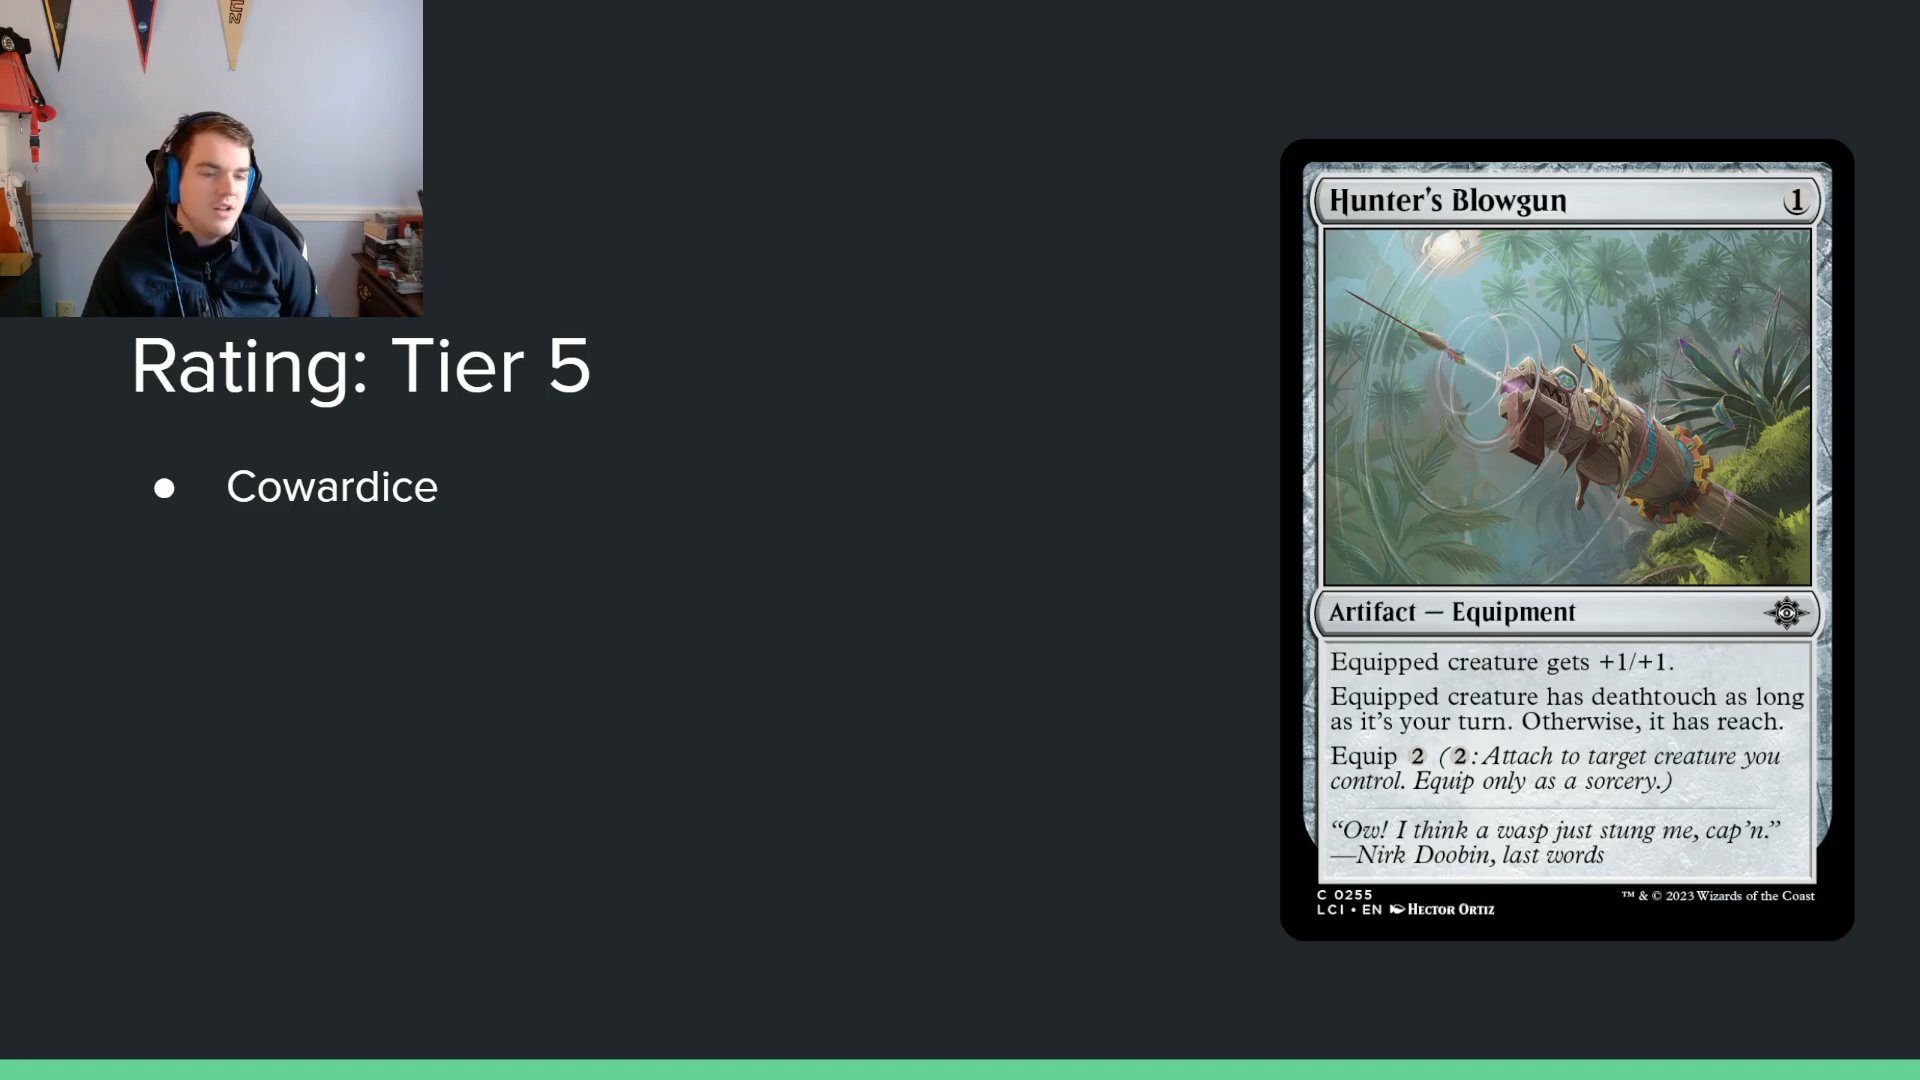 Rating: Tier 5
● Cowardice
Hunter's Blowgun 1
Artifact — Equipment
Equipped creature gets +1/+1.
Equipped creature has deathtouch as long
as it's your turn. Otherwise, it has reach.
Equip 2 (2: Attach to target creature you
control. Equip only as a sorcery.)
“Ow! I think a wasp just stung me, cap’n.”
—Nirk Doobin, last words
C 0255
LCI • EN Hector Ortiz
™ & © 2023 Wizards of the Coast